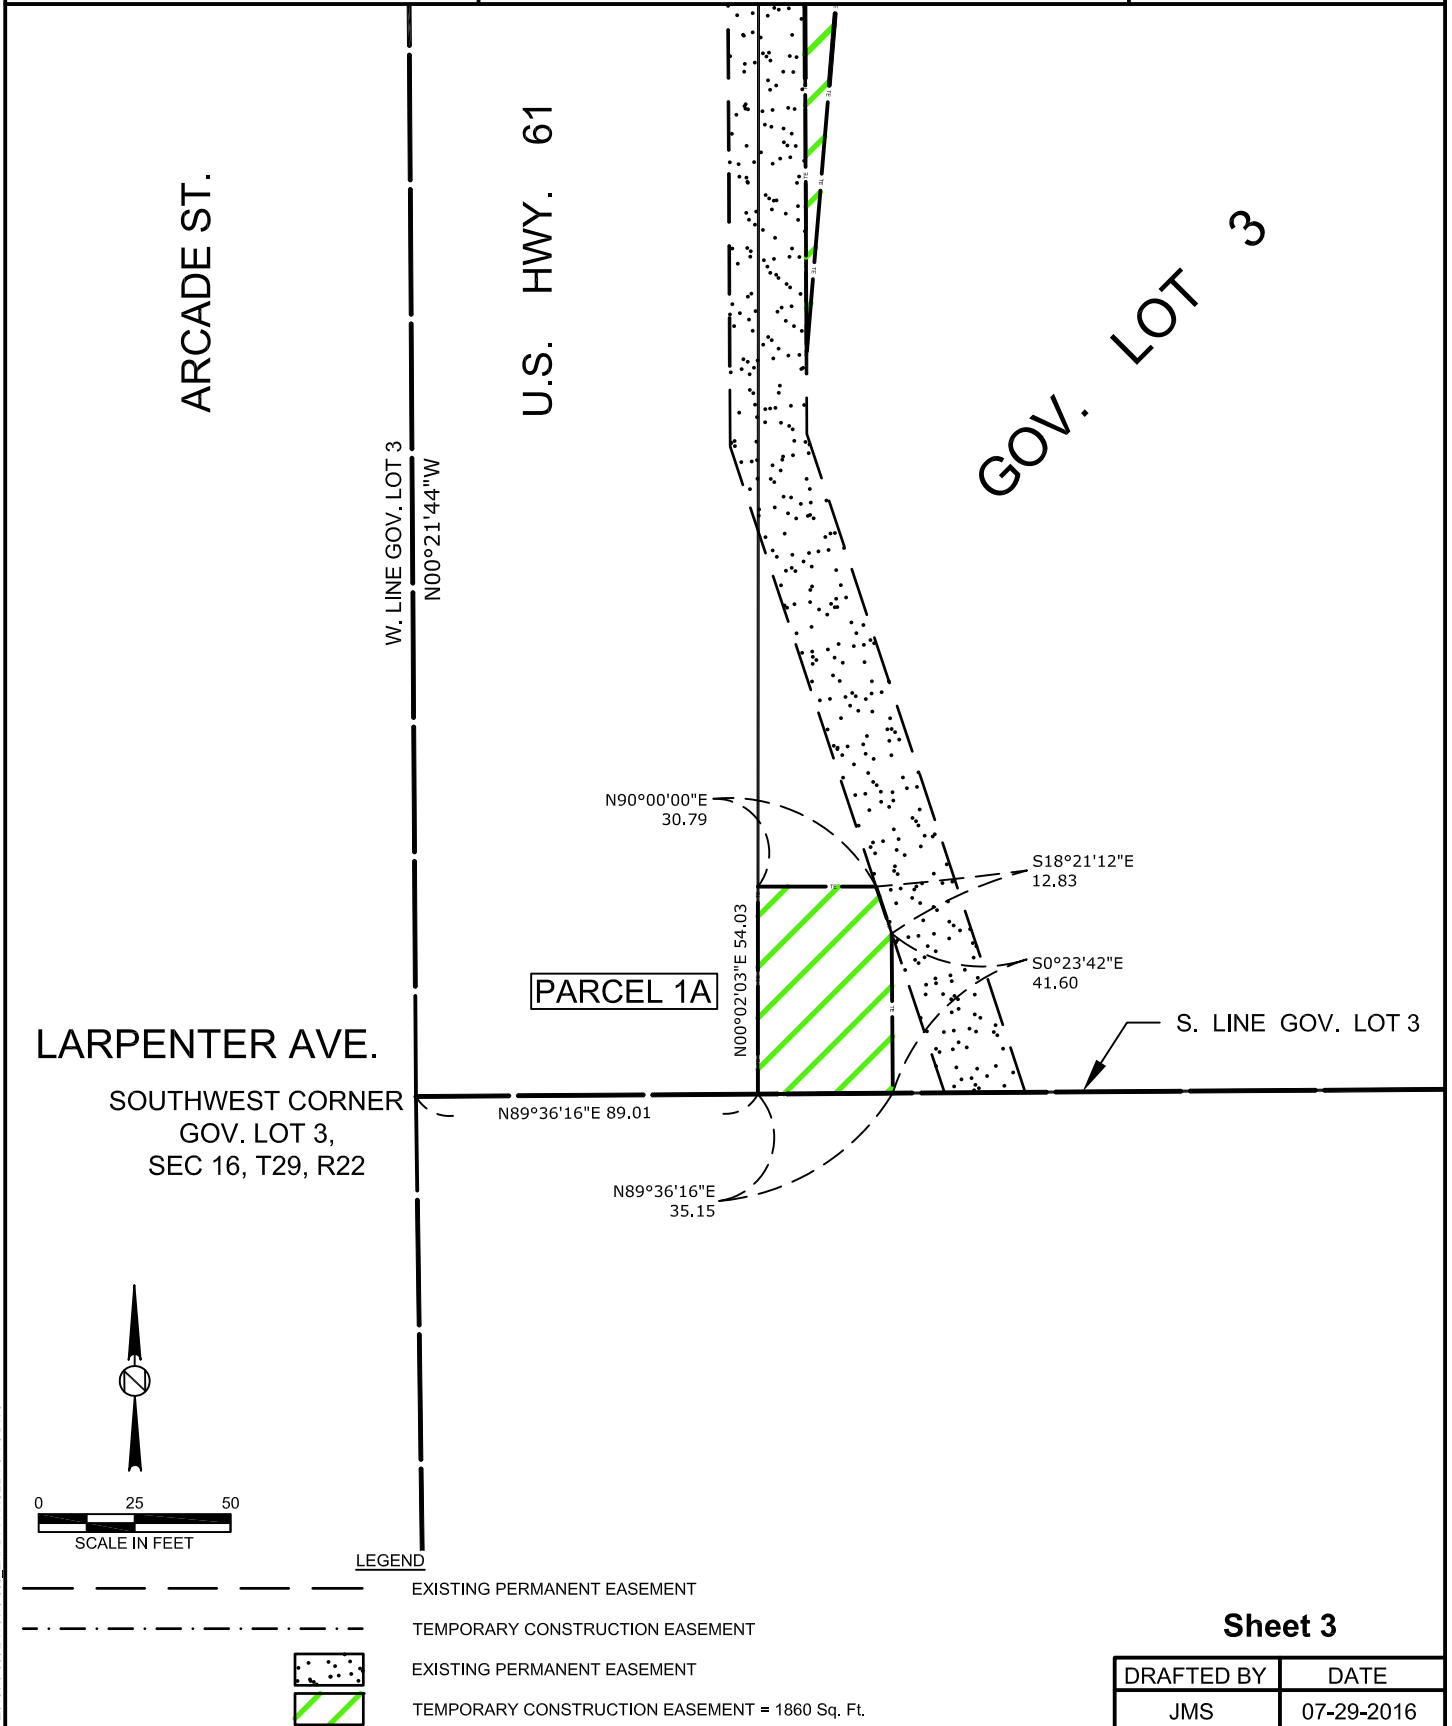 ARCADE ST.
U.S. HWY. 61
GOV. LOT 3
W. LINE GOV. LOT 3
N00°21'44"W
N90°00'00"E
30.79
S18°21'12"E
12.83
N00°02'03"E 54.03
S0°23'42"E
41.60
PARCEL 1A
S. LINE GOV. LOT 3
LARPENTER AVE.
SOUTHWEST CORNER
GOV. LOT 3,
SEC 16, T29, R22
N89°36'16"E 89.01
N89°36'16"E
35.15
N
0 25 50
SCALE IN FEET
LEGEND
EXISTING PERMANENT EASEMENT
TEMPORARY CONSTRUCTION EASEMENT
EXISTING PERMANENT EASEMENT
TEMPORARY CONSTRUCTION EASEMENT = 1860 Sq. Ft.
Sheet 3
DRAFTED BY DATE
JMS 07-29-2016